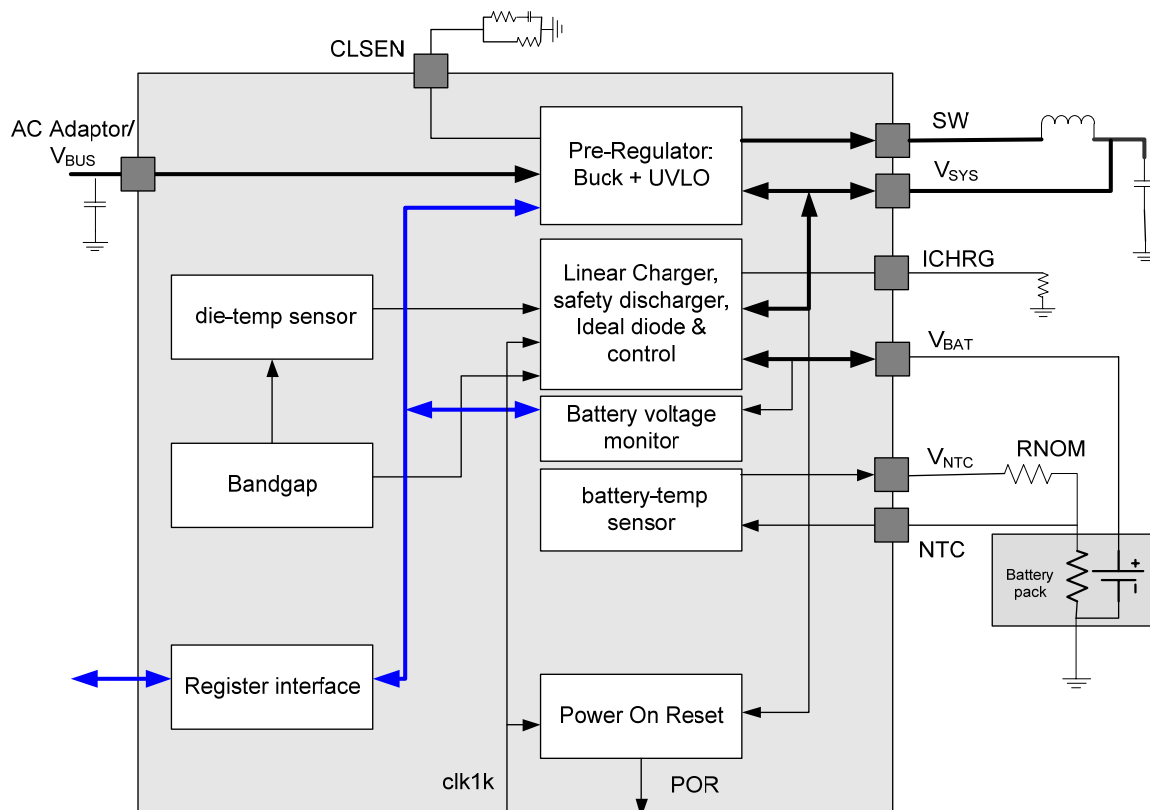 CLSEN
AC Adaptor/
VBUS
Pre-Regulator:
Buck + UVLO
SW
VSYS
Linear Charger,
safety discharger,
Ideal diode &
control
ICHRG
die-temp sensor
VBAT
Battery voltage
monitor
Bandgap
battery-temp
sensor
VNTC
RNOM
NTC
Battery
pack
+
Register interface
Power On Reset
clk1k
POR